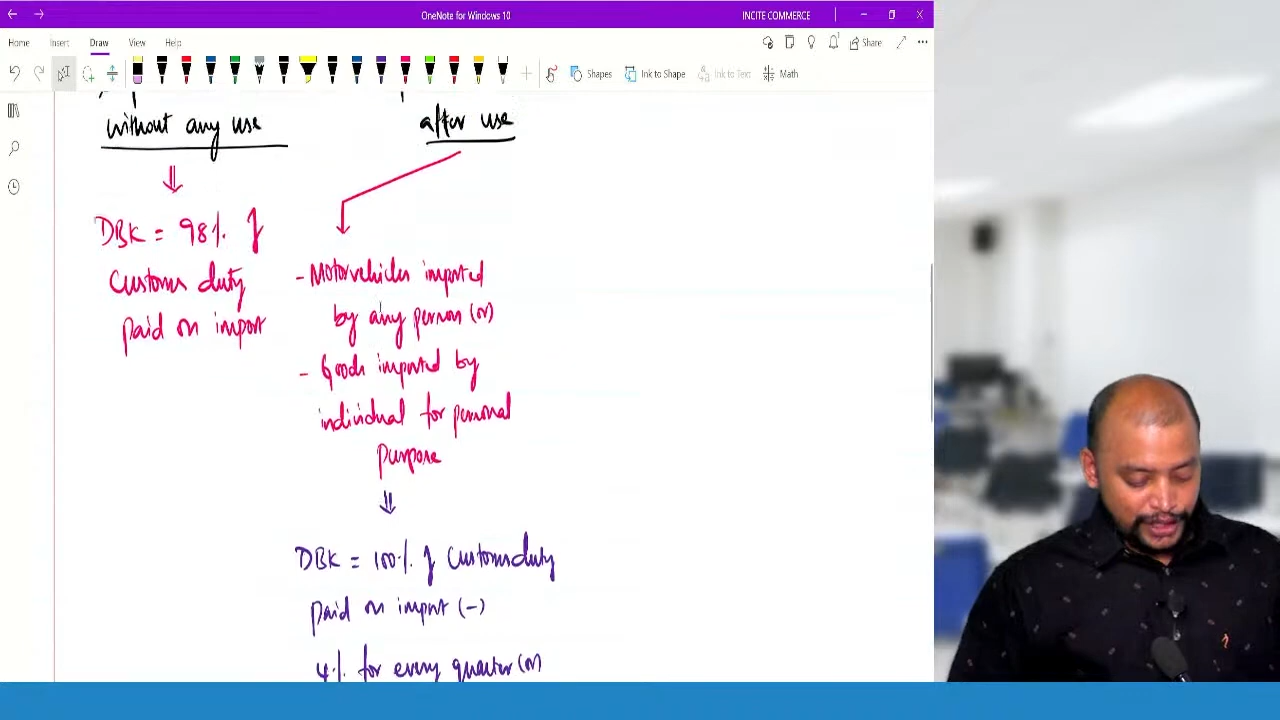 OneNote for Windows 10
INCITE COMMERCE
Home
Insert
Draw
View
Help
Share
Shapes
Ink to Shape
Ink to Text
Math
without any use
after use
DBK = 98% of
Customs duty
paid on import
- Motorvehicles imported
by any person (or)
- Goods imported by
individual for personal
purpose
DBK = 100% of Customs duty
paid on import (-)
4% for every quarter (or)